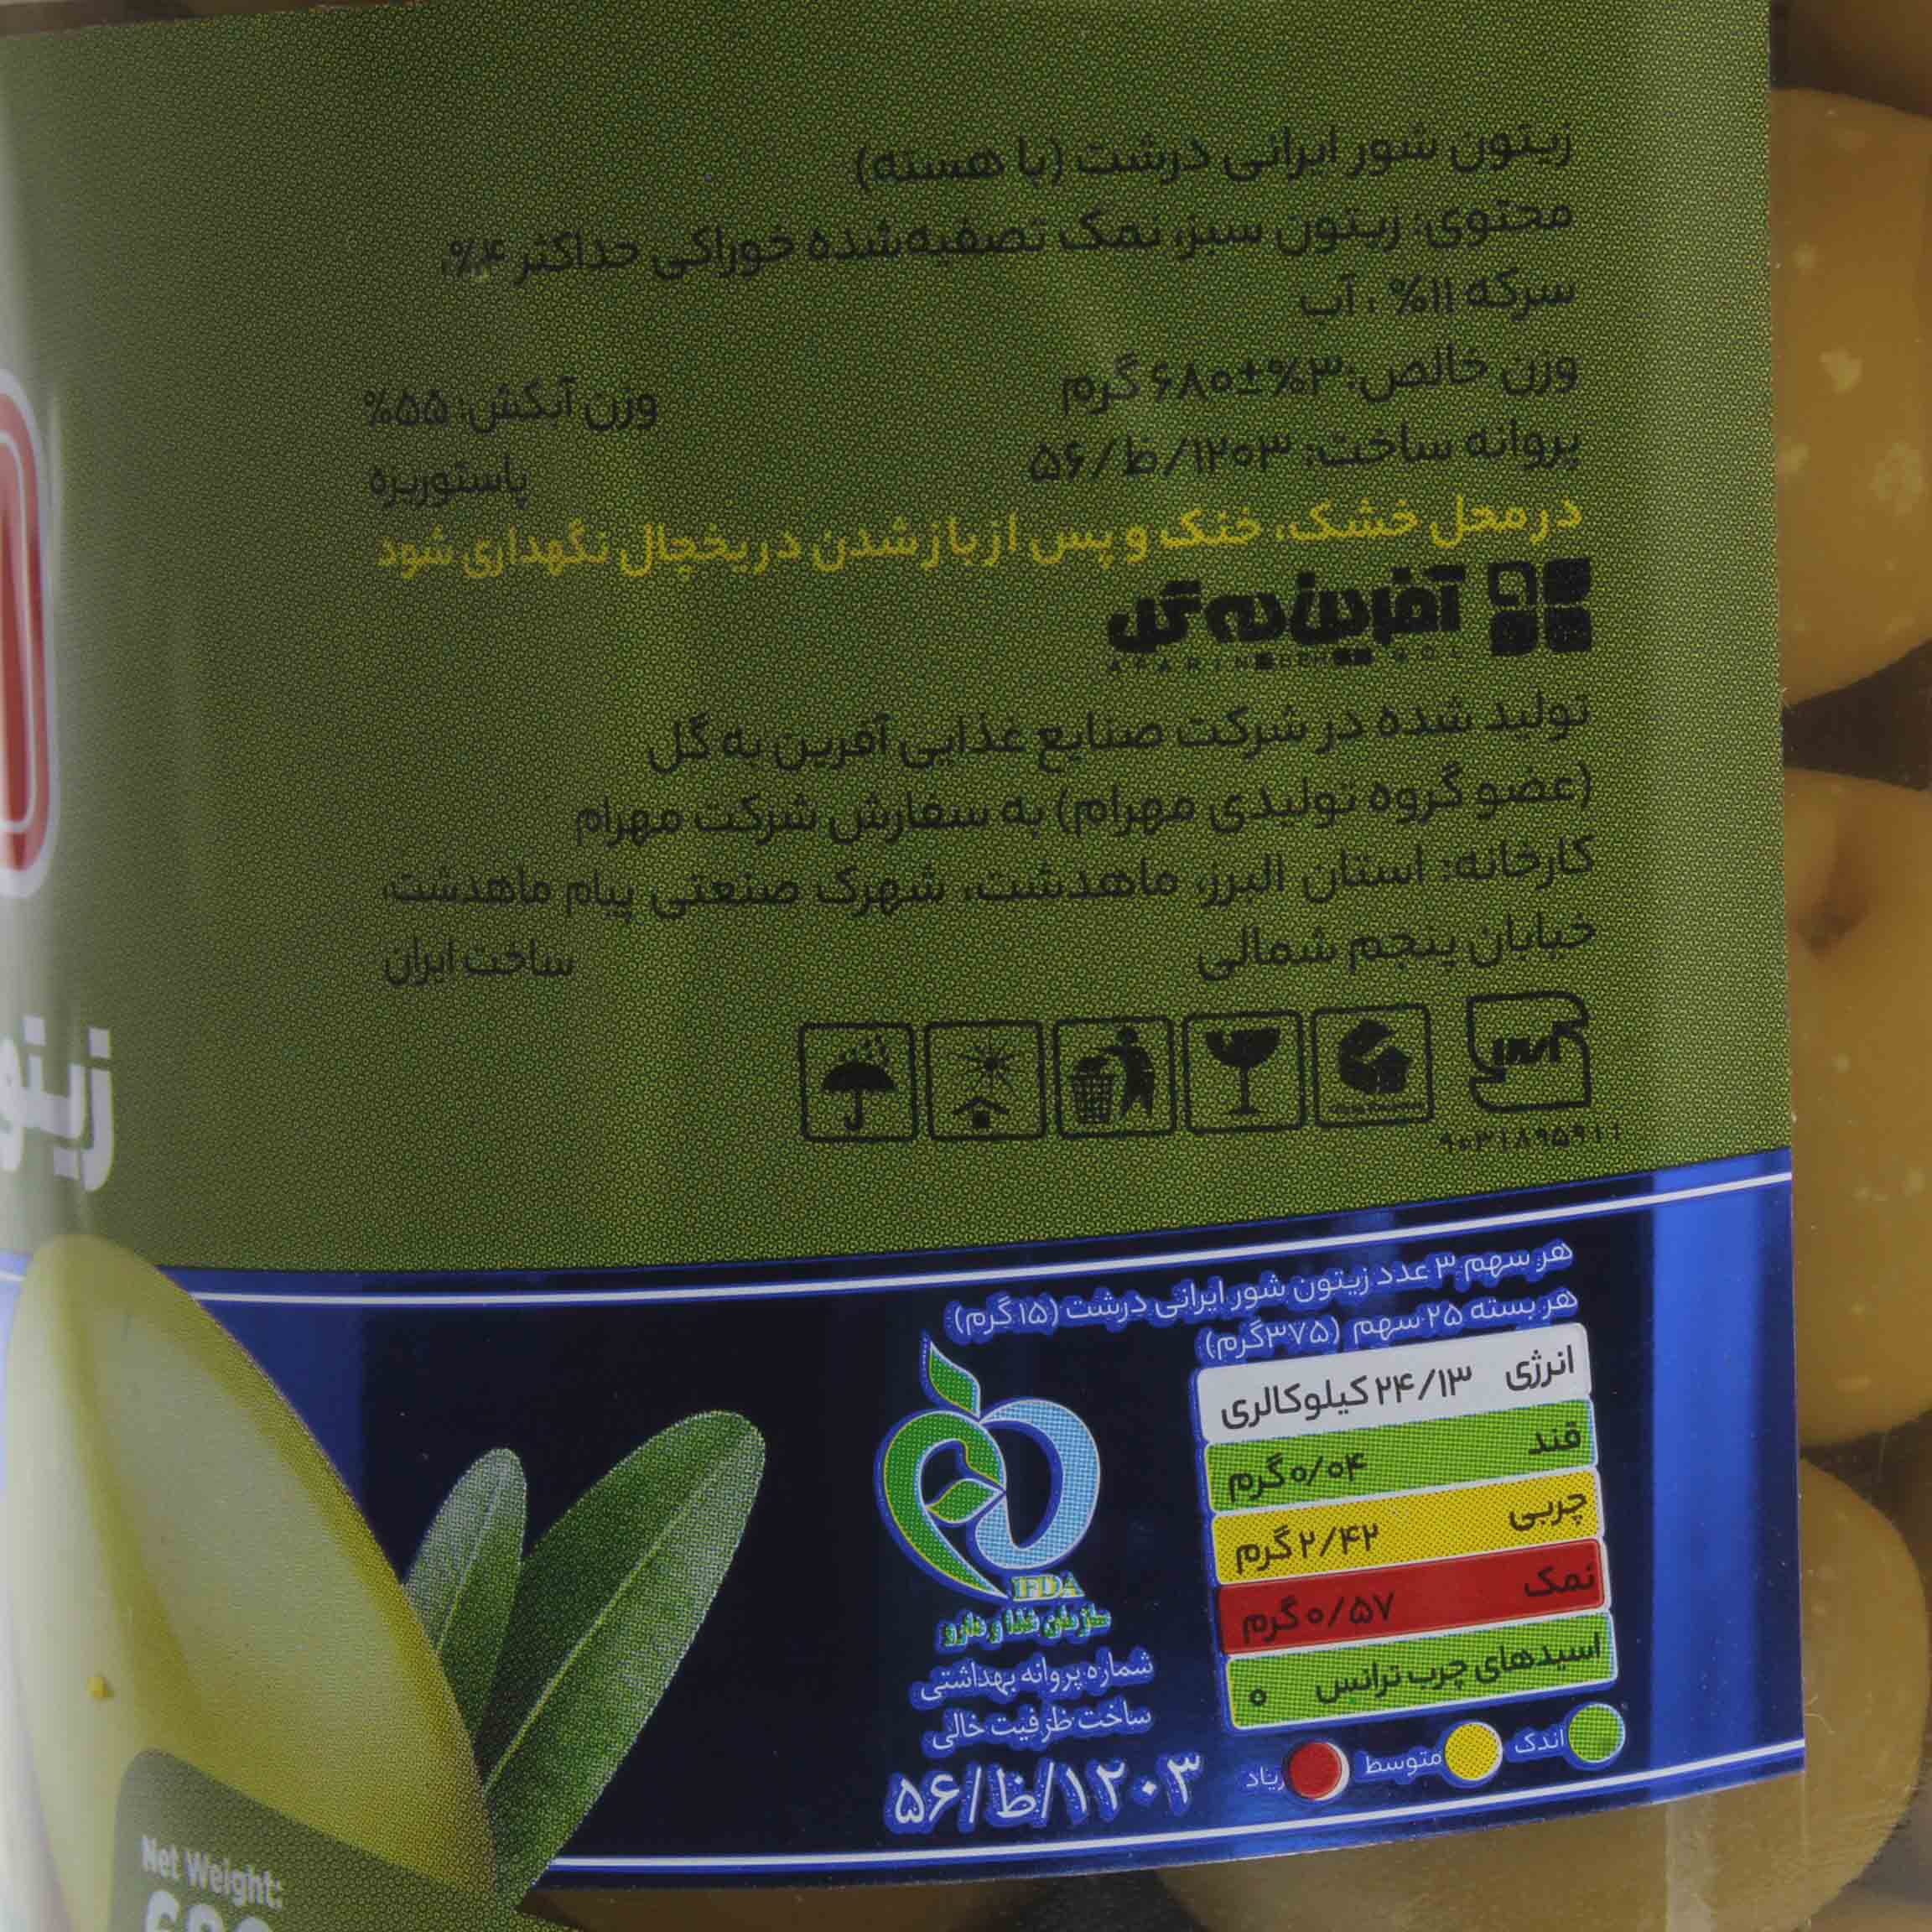 زیتون شور ایرانی درشت (با هسته)
محتوی: زیتون سبز، نمک تصفیه‌شده خوراکی حداکثر ۴٪،
سرکه ۱۱٪، آب
وزن خالص: ۳٪±۶۸۰ گرم
وزن آبکش: ۵۵٪
پروانه ساخت: ۵۶/ظ/۱۲۰۳
پاستوریزه
در محل خشک، خنک و پس از باز شدن در یخچال نگهداری شود
آفرین به گل
AFARIN BEH GOL
تولید شده در شرکت صنایع غذایی آفرین به گل
(عضو گروه تولیدی مهرام) به سفارش شرکت مهرام
کارخانه: استان البرز، ماهدشت، شهرک صنعتی پیام ماهدشت،
خیابان پنجم شمالی
ساخت ایران
۹۰۳۱۸۹۵۹۱۱
هر سهم ۳ عدد زیتون شور ایرانی درشت (۱۵ گرم)
هر بسته ۲۵ سهم (۳۷۵ گرم)
انرژی ۲۴/۱۳ کیلوکالری
قند ۰/۰۴ گرم
چربی ۲/۴۲ گرم
نمک ۰/۵۷ گرم
اسیدهای چرب ترانس ۰
اندک متوسط زیاد
IFDA
سازمان غذا و دارو
شماره پروانه بهداشتی
ساخت ظرفیت خالی
۵۶/ظ/۱۲۰۳
Net Weight: